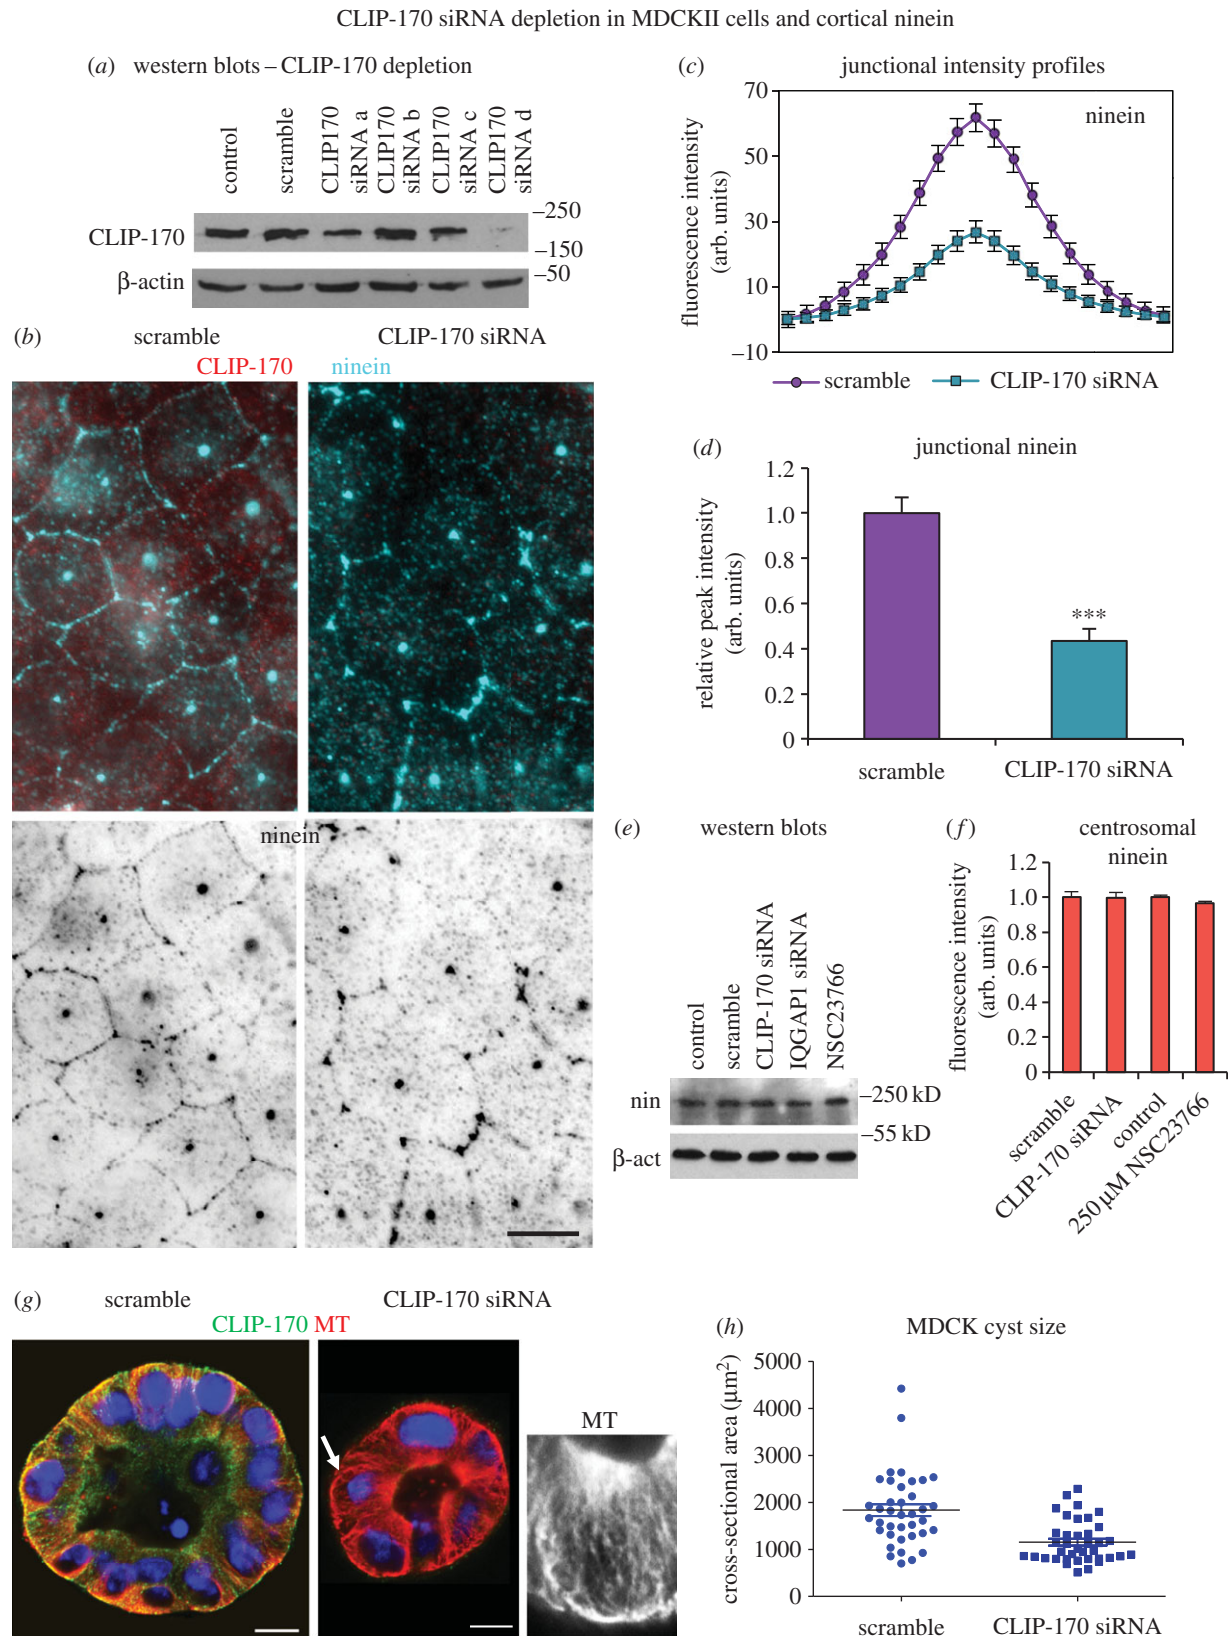 CLIP-170 siRNA depletion in MDCKII cells and cortical ninein
(a) western blots – CLIP-170 depletion
control
scramble
CLIP170 siRNA a
CLIP170 siRNA b
CLIP170 siRNA c
CLIP170 siRNA d
CLIP-170
–250
–150
β-actin
–50
(b) scramble CLIP-170 siRNA
CLIP-170 ninein
ninein
(c) junctional intensity profiles
ninein
fluorescence intensity
(arb. units)
70
50
30
10
–10
scramble CLIP-170 siRNA
(d) junctional ninein
relative peak intensity
(arb. units)
1.2
1.0
0.8
0.6
0.4
0.2
0
***
scramble CLIP-170 siRNA
(e) western blots
control
scramble
CLIP-170 siRNA
IQGAP1 siRNA
NSC23766
nin
–250 kD
–55 kD
β-act
(f) centrosomal
ninein
fluorescence intensity
(arb. units)
1.2
1.0
0.8
0.6
0.4
0.2
0
scramble
CLIP-170 siRNA
control
250 µM NSC23766
(g) scramble CLIP-170 siRNA
CLIP-170 MT
MT
(h) MDCK cyst size
cross-sectional area (µm²)
5000
4000
3000
2000
1000
0
scramble CLIP-170 siRNA